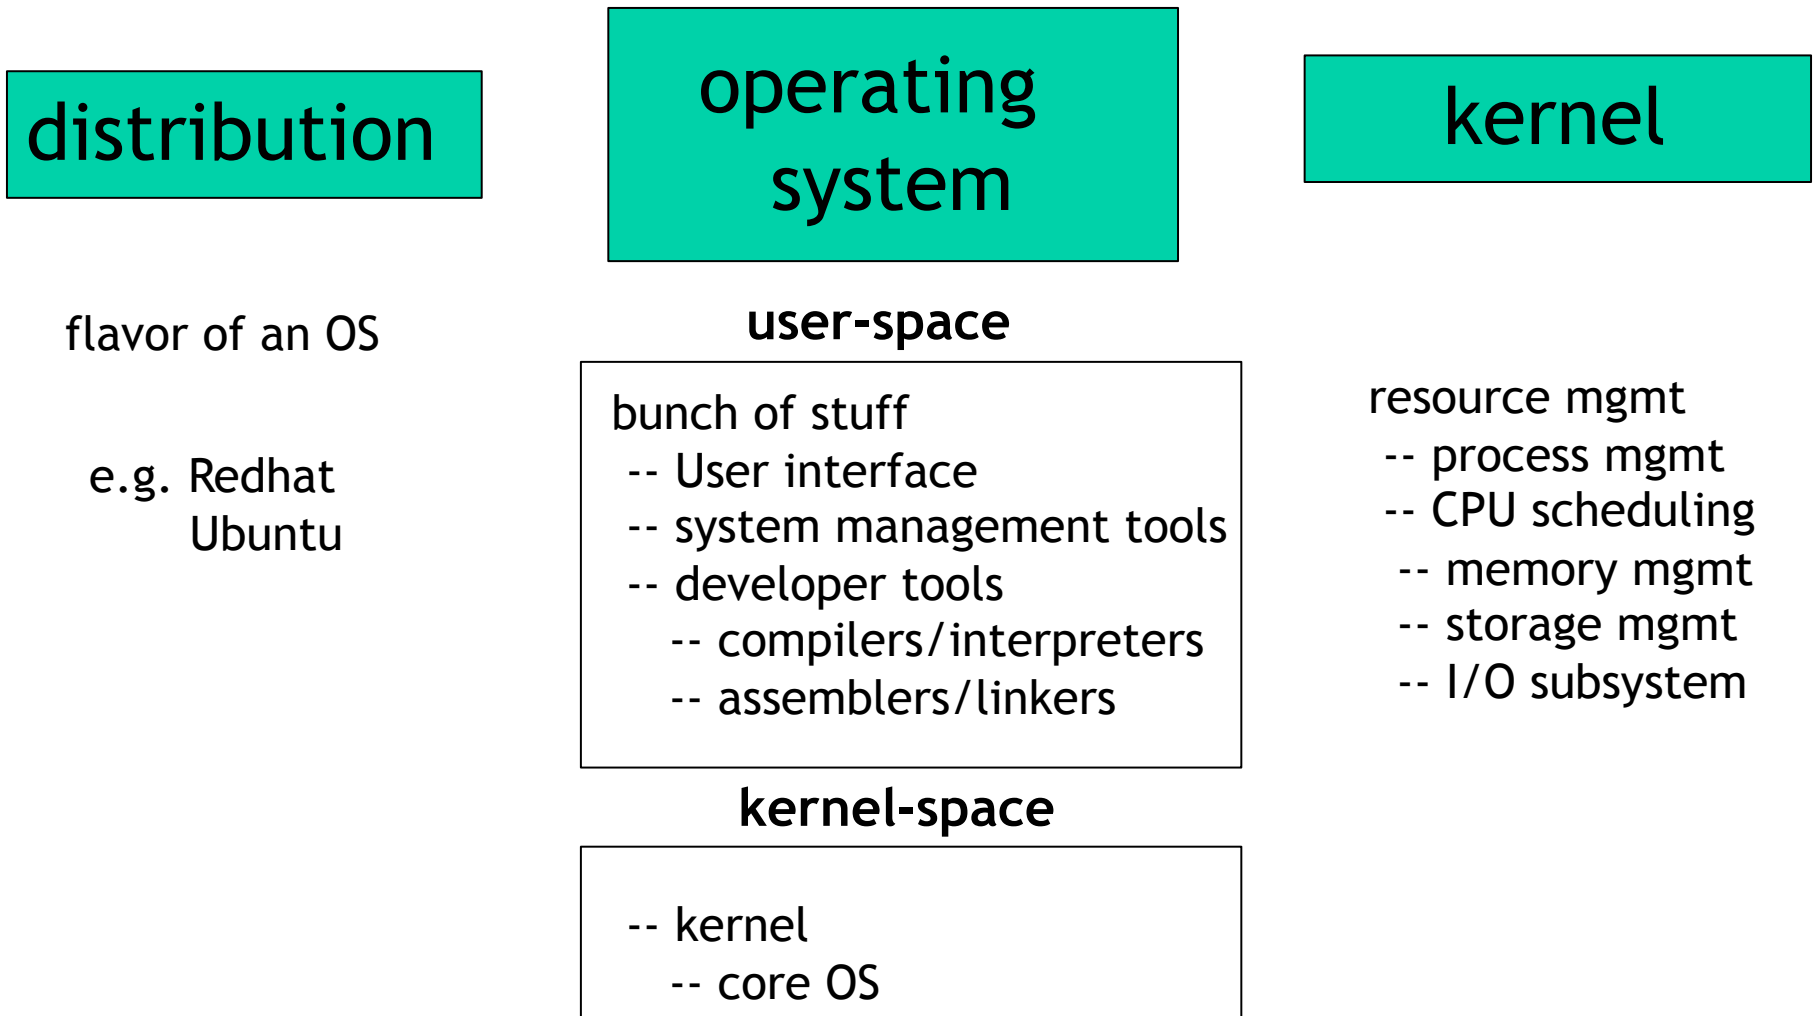 distribution
flavor of an OS
e.g. Redhat
Ubuntu
operating
system
user-space
bunch of stuff
-- User interface
-- system management tools
-- developer tools
-- compilers/interpreters
-- assemblers/linkers
kernel-space
-- kernel
-- core OS
kernel
resource mgmt
-- process mgmt
-- CPU scheduling
-- memory mgmt
-- storage mgmt
-- I/O subsystem